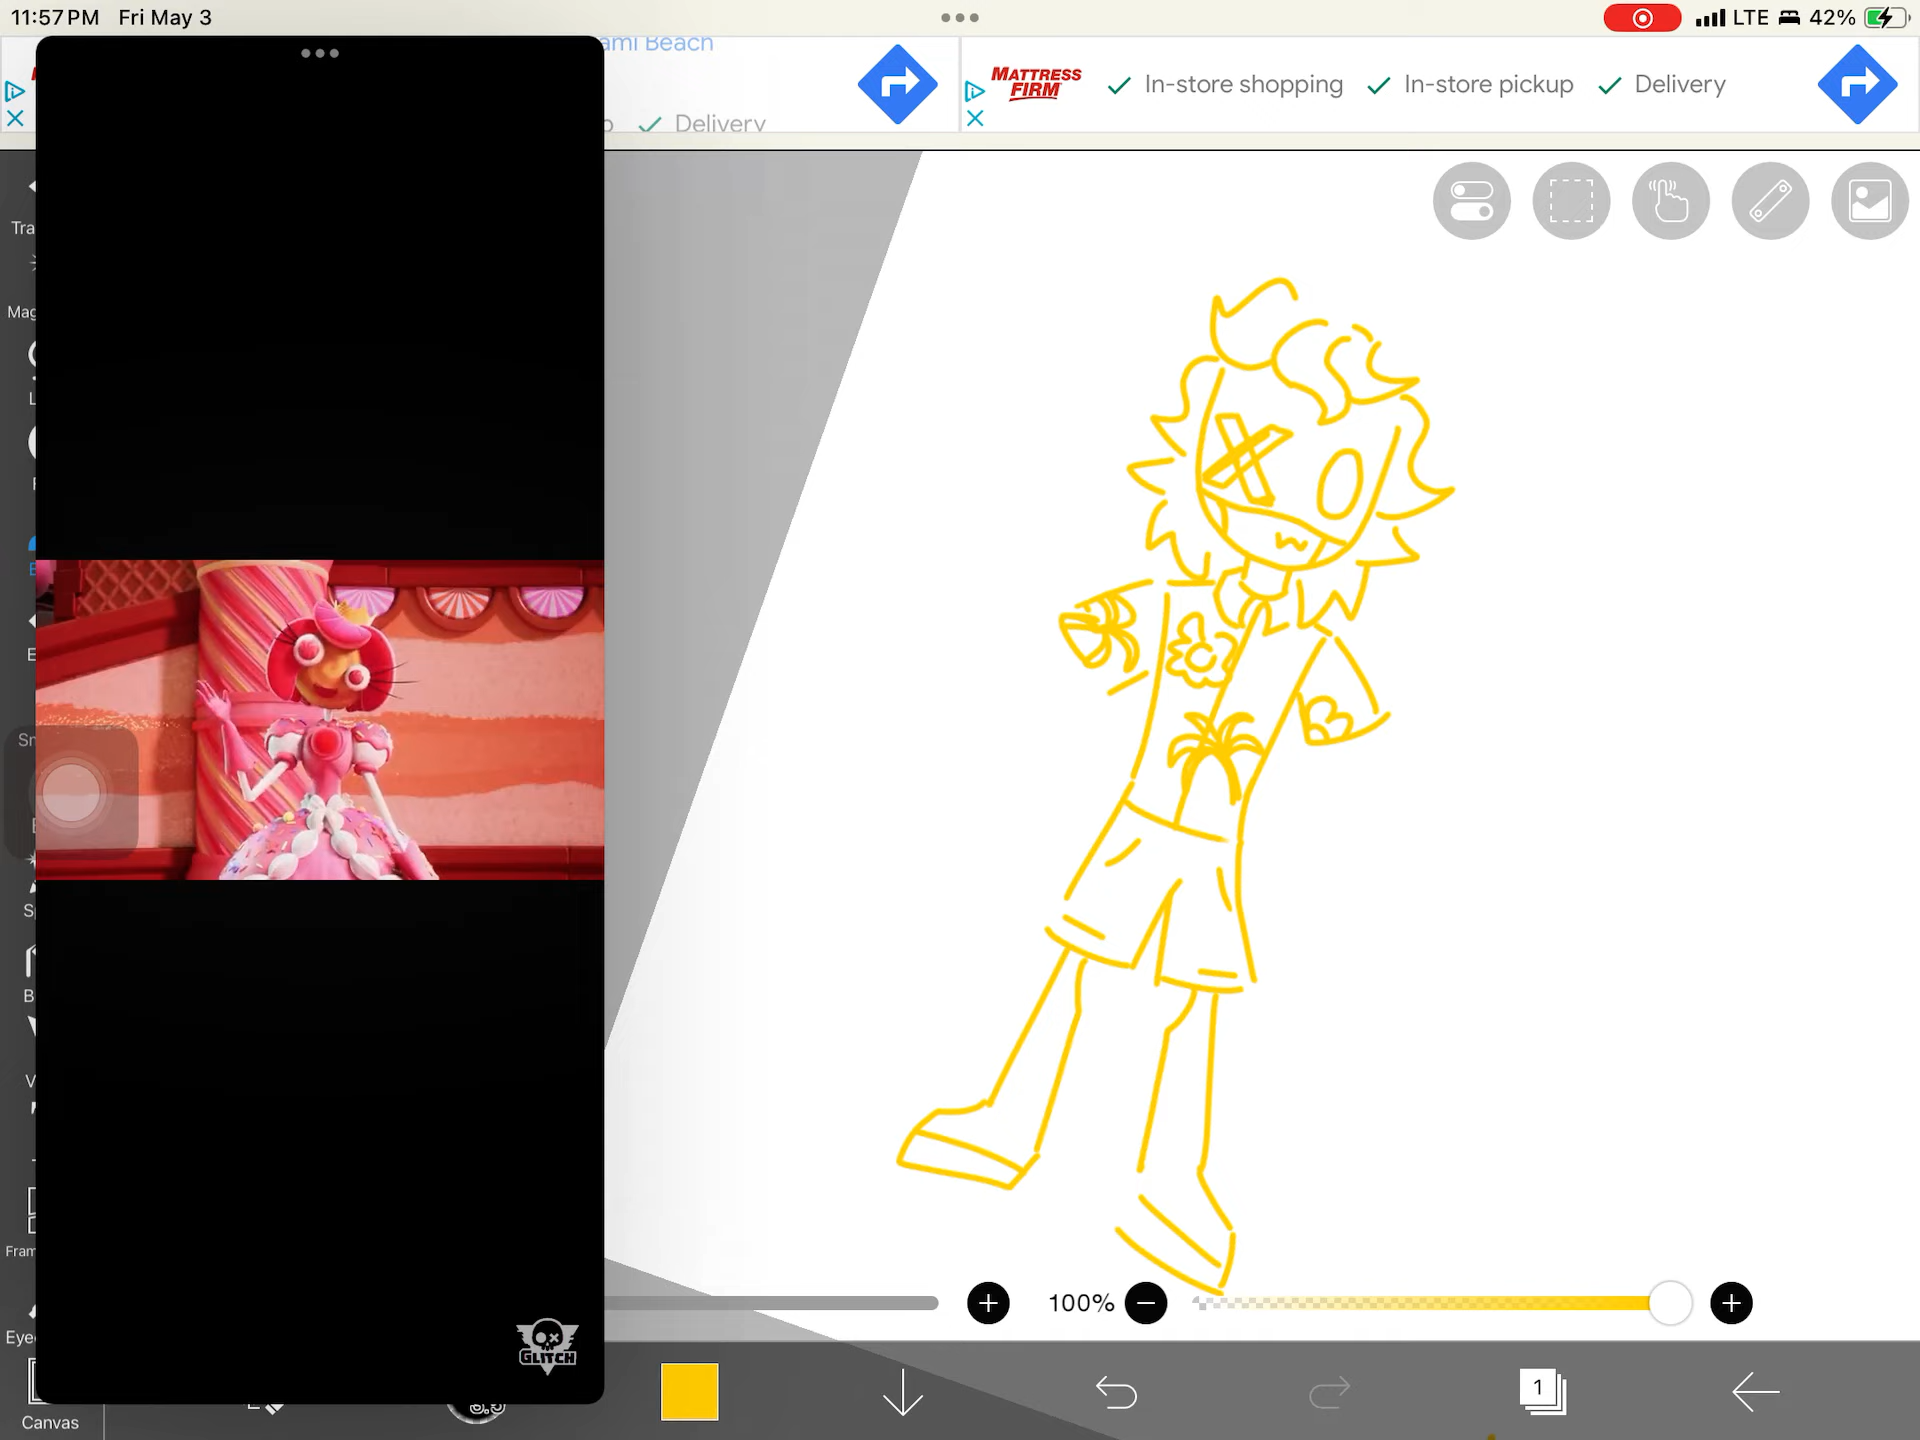 11:57 PM Fri May 3
LTE 42%
ami Beach
Delivery
MATTRESS FIRM
In-store shopping
In-store pickup
Delivery
Tra
Mag
Sn
Fram
Eye
GLITCH
100%
1
Canvas